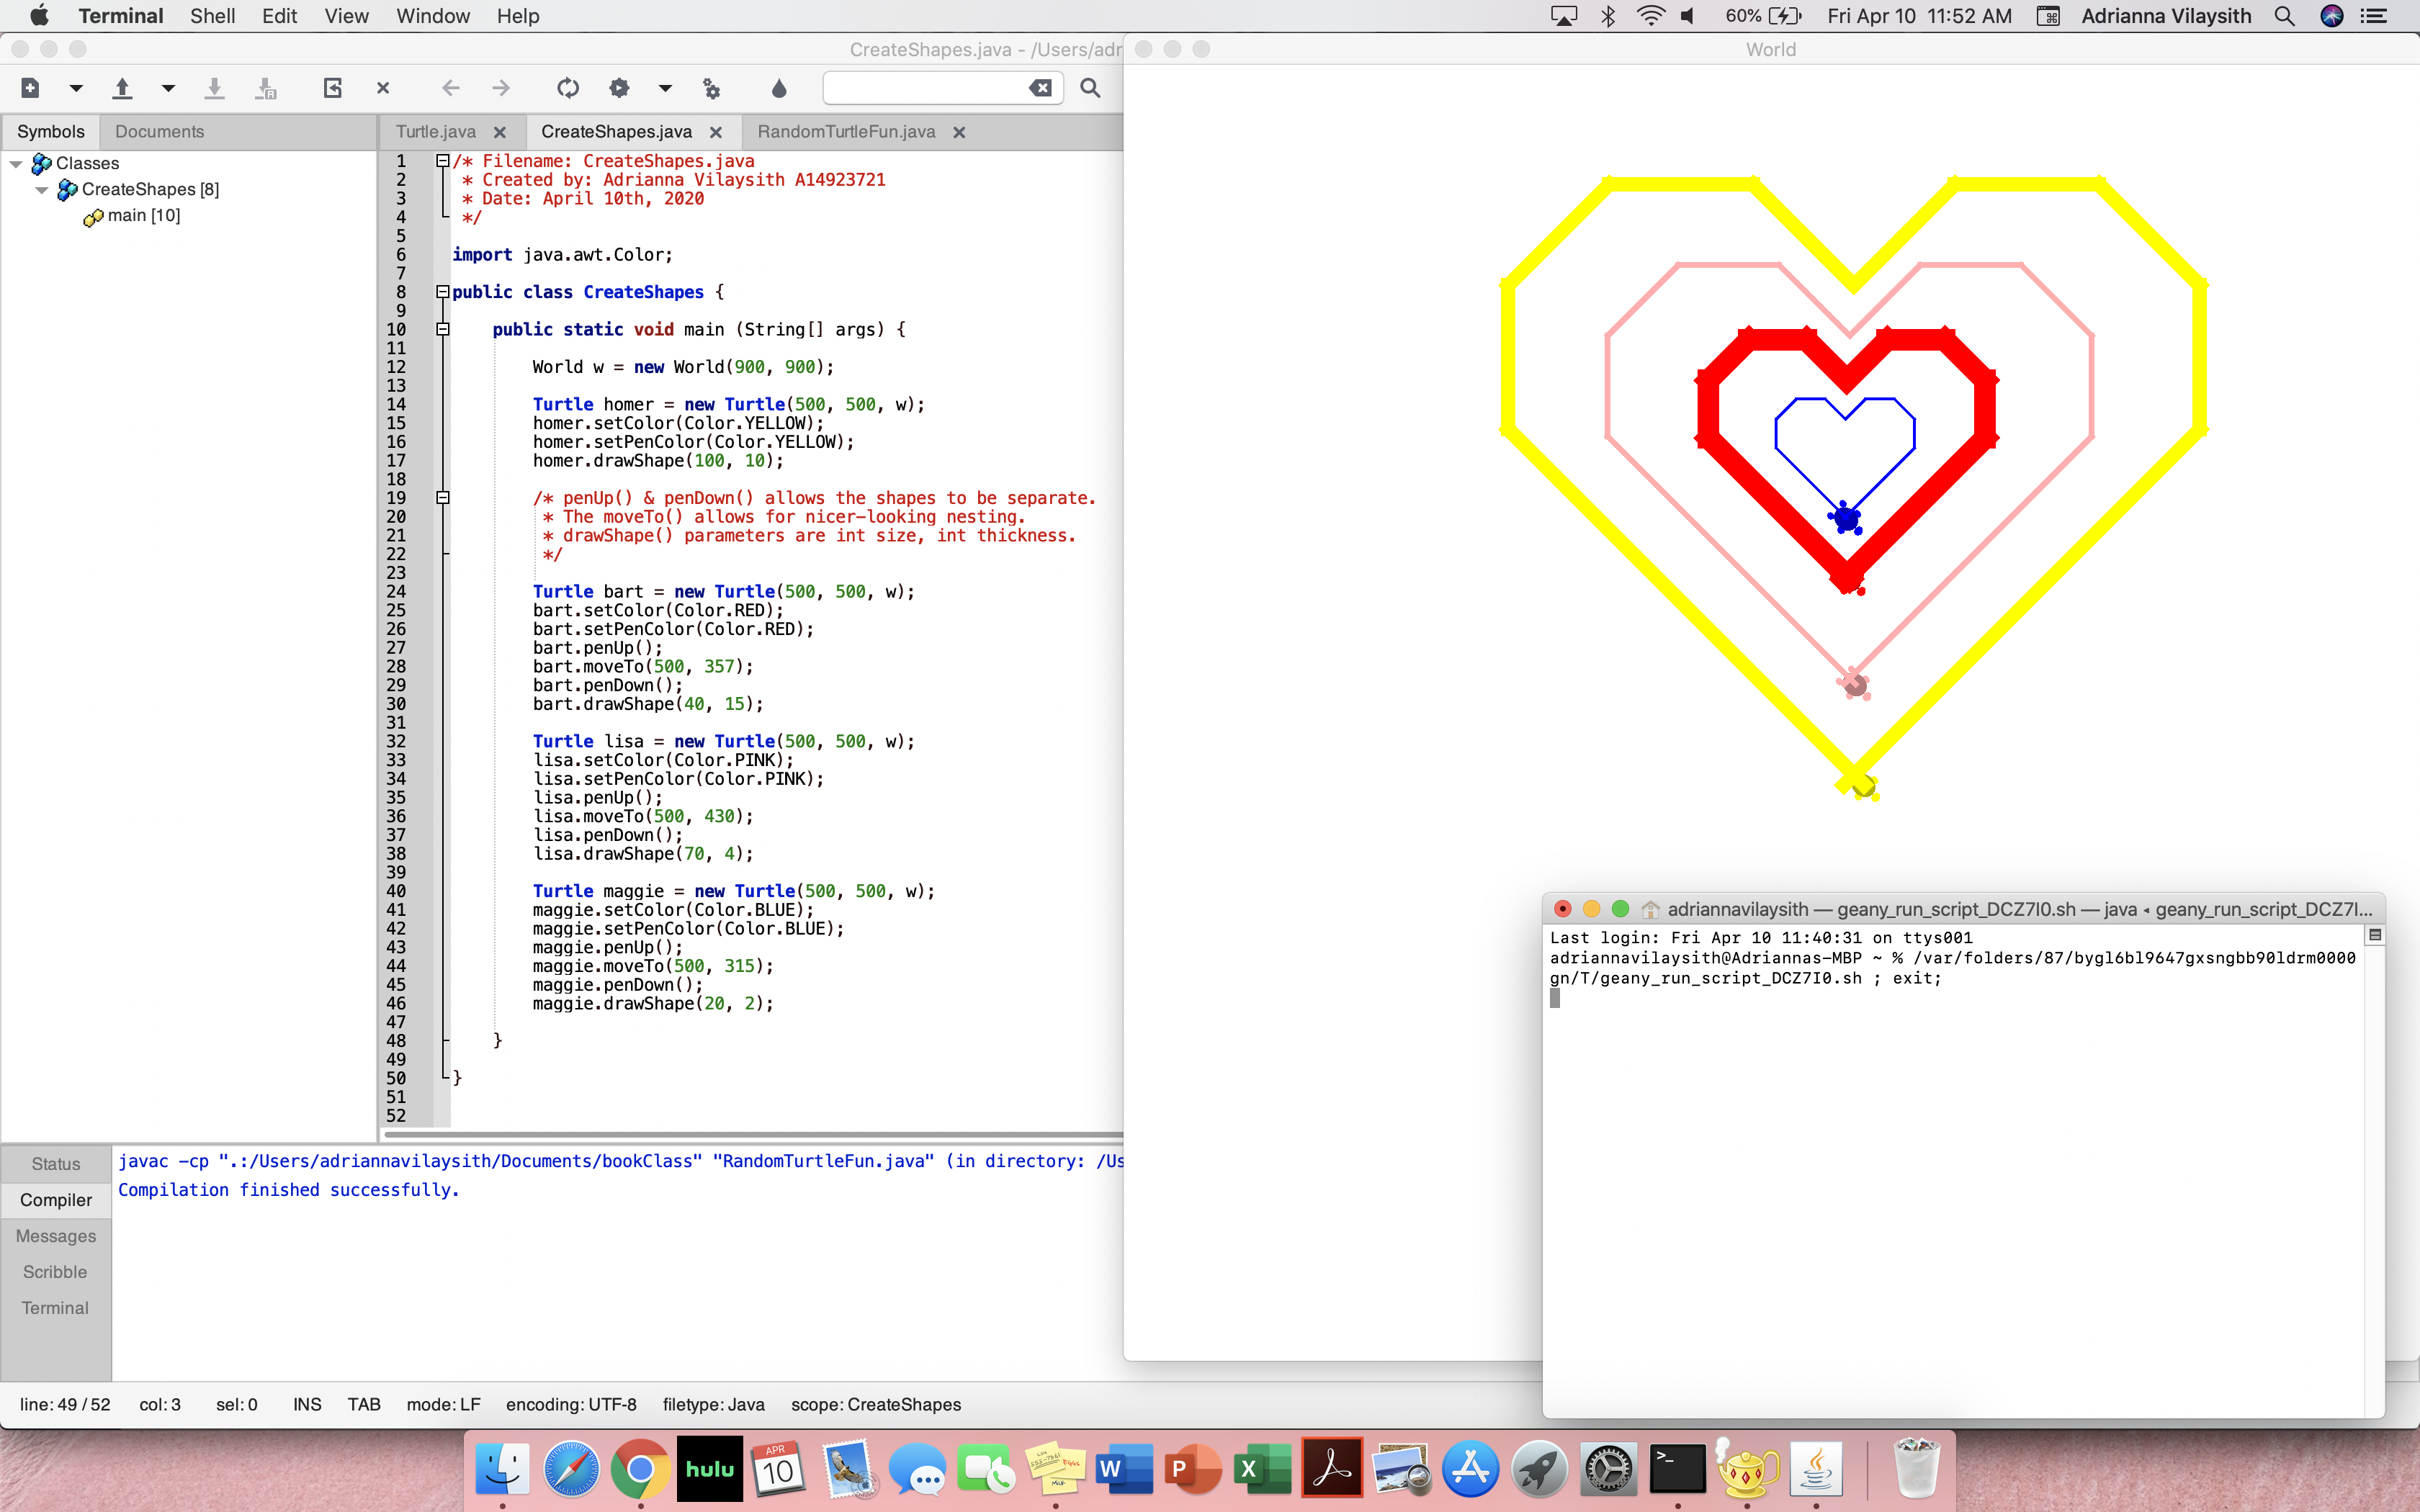 Terminal Shell Edit View Window Help 60% Fri Apr 10 11:52 AM Adrianna Vilaysith
CreateShapes.java - /Users/adr
World
Symbols Documents
Turtle.java CreateShapes.java RandomTurtleFun.java
Classes
CreateShapes [8]
main [10]
1 /* Filename: CreateShapes.java
2 * Created by: Adrianna Vilaysith A14923721
3 * Date: April 10th, 2020
4 */
5
6 import java.awt.Color;
7
8 public class CreateShapes {
9
10 public static void main (String[] args) {
11
12 World w = new World(900, 900);
13
14 Turtle homer = new Turtle(500, 500, w);
15 homer.setColor(Color.YELLOW);
16 homer.setPenColor(Color.YELLOW);
17 homer.drawShape(100, 10);
18
19 /* penUp() & penDown() allows the shapes to be separate.
20 * The moveTo() allows for nicer-looking nesting.
21 * drawShape() parameters are int size, int thickness.
22 */
23
24 Turtle bart = new Turtle(500, 500, w);
25 bart.setColor(Color.RED);
26 bart.setPenColor(Color.RED);
27 bart.penUp();
28 bart.moveTo(500, 357);
29 bart.penDown();
30 bart.drawShape(40, 15);
31
32 Turtle lisa = new Turtle(500, 500, w);
33 lisa.setColor(Color.PINK);
34 lisa.setPenColor(Color.PINK);
35 lisa.penUp();
36 lisa.moveTo(500, 430);
37 lisa.penDown();
38 lisa.drawShape(70, 4);
39
40 Turtle maggie = new Turtle(500, 500, w);
41 maggie.setColor(Color.BLUE);
42 maggie.setPenColor(Color.BLUE);
43 maggie.penUp();
44 maggie.moveTo(500, 315);
45 maggie.penDown();
46 maggie.drawShape(20, 2);
47
48 }
49
50 }
51
52
adriannavilaysith — geany_run_script_DCZ7I0.sh — java ◂ geany_run_script_DCZ7I...
Last login: Fri Apr 10 11:40:31 on ttys001
adriannavilaysith@Adriannas-MBP ~ % /var/folders/87/bygl6bl9647gxsngbb90ldrm0000
gn/T/geany_run_script_DCZ7I0.sh ; exit;
Status
Compiler
Messages
Scribble
Terminal
javac -cp ".:/Users/adriannavilaysith/Documents/bookClass" "RandomTurtleFun.java" (in directory: /Us
Compilation finished successfully.
line: 49 / 52 col: 3 sel: 0 INS TAB mode: LF encoding: UTF-8 filetype: Java scope: CreateShapes
hulu
APR
10
W
P
X
>_